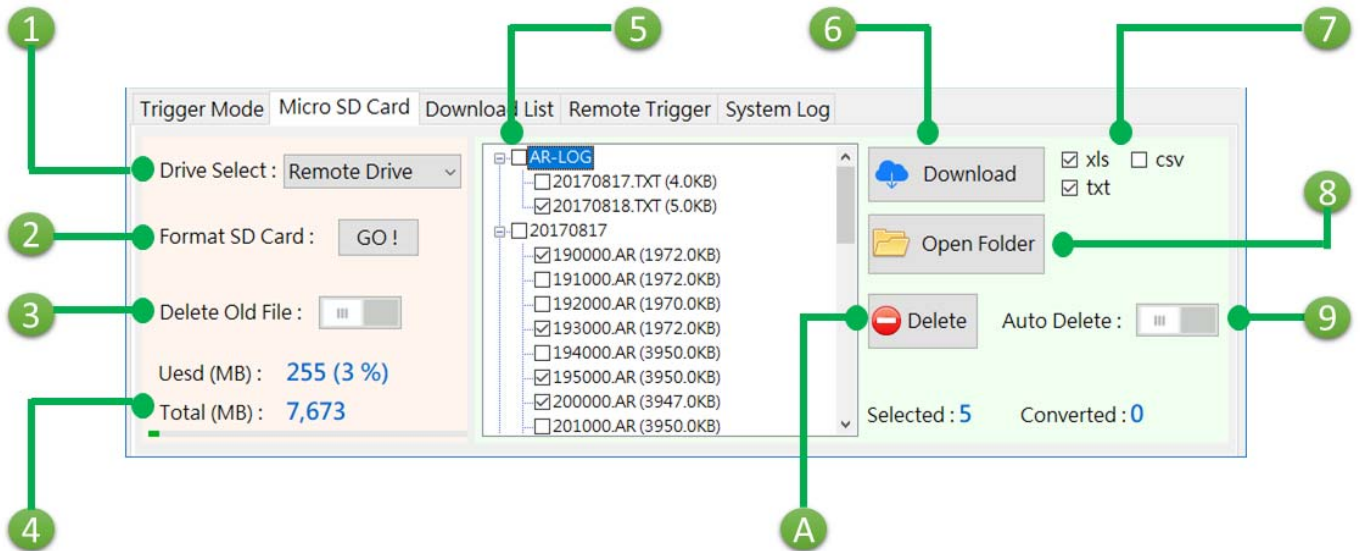 1
5
6
7
Trigger Mode Micro SD Card Download List Remote Trigger System Log
Drive Select : Remote Drive
AR-LOG
20170817.TXT (4.0KB)
20170818.TXT (5.0KB)
Download
xls csv
txt
8
2
Format SD Card : GO !
20170817
190000.AR (1972.0KB)
191000.AR (1972.0KB)
192000.AR (1970.0KB)
193000.AR (1972.0KB)
194000.AR (3950.0KB)
195000.AR (3950.0KB)
200000.AR (3947.0KB)
201000.AR (3950.0KB)
Open Folder
3
Delete Old File :
Delete
Auto Delete :
9
Uesd (MB) : 255 (3 %)
Total (MB) : 7,673
Selected : 5 Converted : 0
4
A